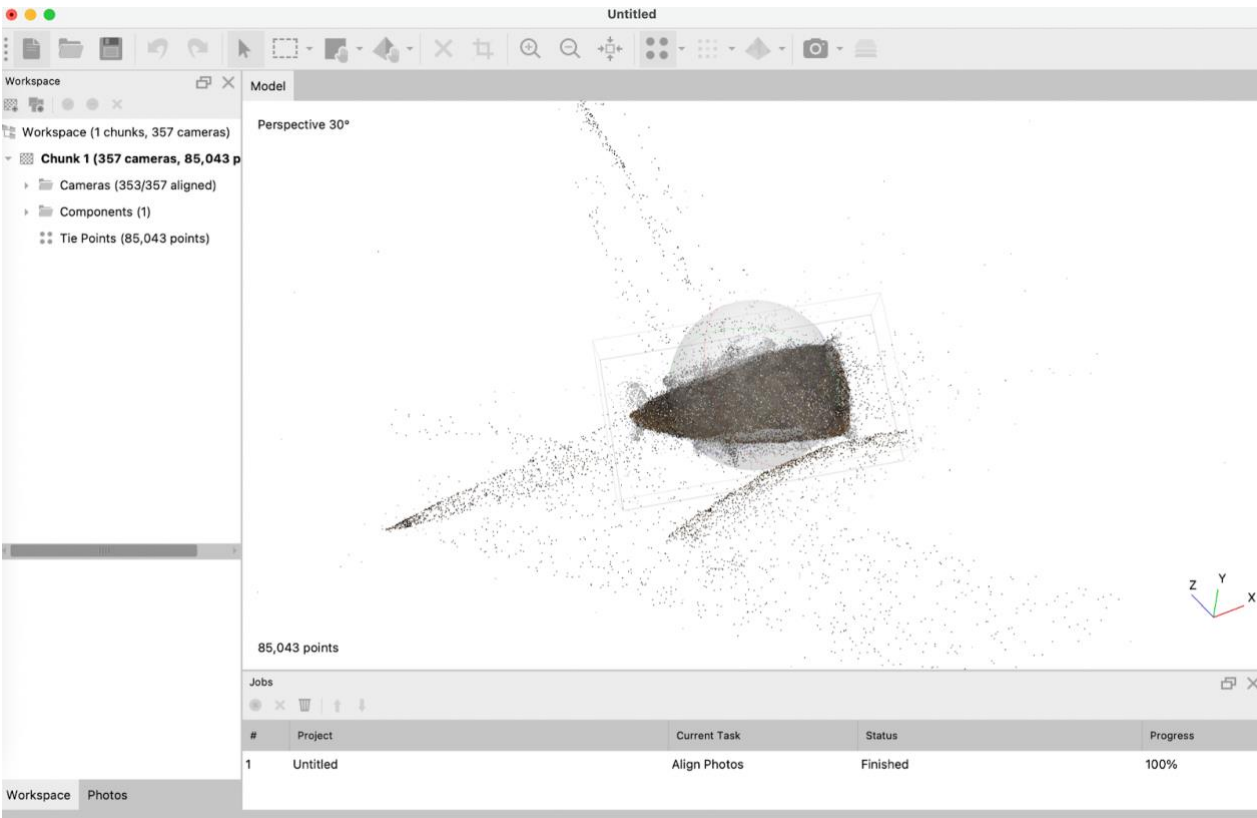 Untitled
Workspace
Model
Workspace (1 chunks, 357 cameras)
Chunk 1 (357 cameras, 85,043 p
Cameras (353/357 aligned)
Components (1)
Tie Points (85,043 points)
Perspective 30°
Z
Y
X
85,043 points
Jobs
# Project Current Task Status Progress
1 Untitled Align Photos Finished 100%
Workspace Photos